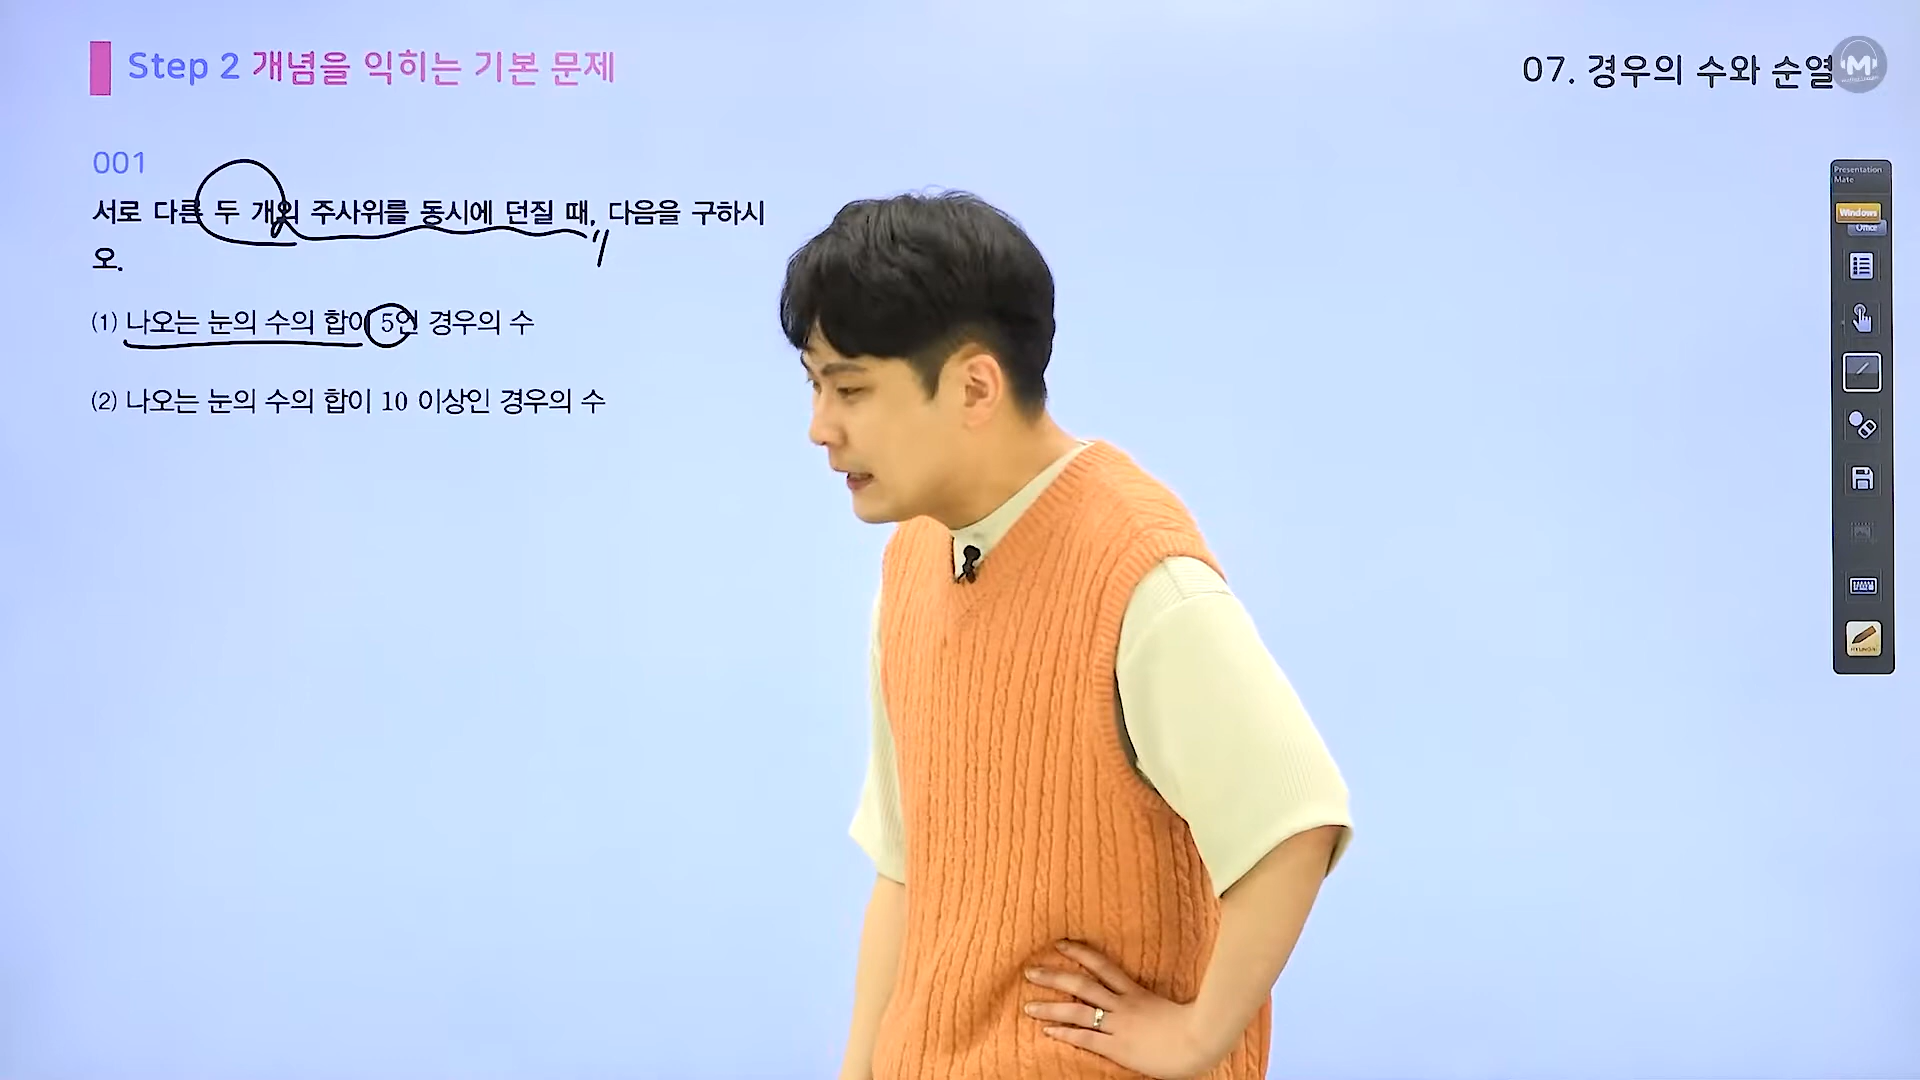 Step 2 개념을 익히는 기본 문제
07. 경우의 수와 순열
M
001
서로 다른 두 개의 주사위를 동시에 던질 때, 다음을 구하시
오.
(1) 나오는 눈의 수의 합이 5인 경우의 수
(2) 나오는 눈의 수의 합이 10 이상인 경우의 수
Presentation
Mate
Windows
Office